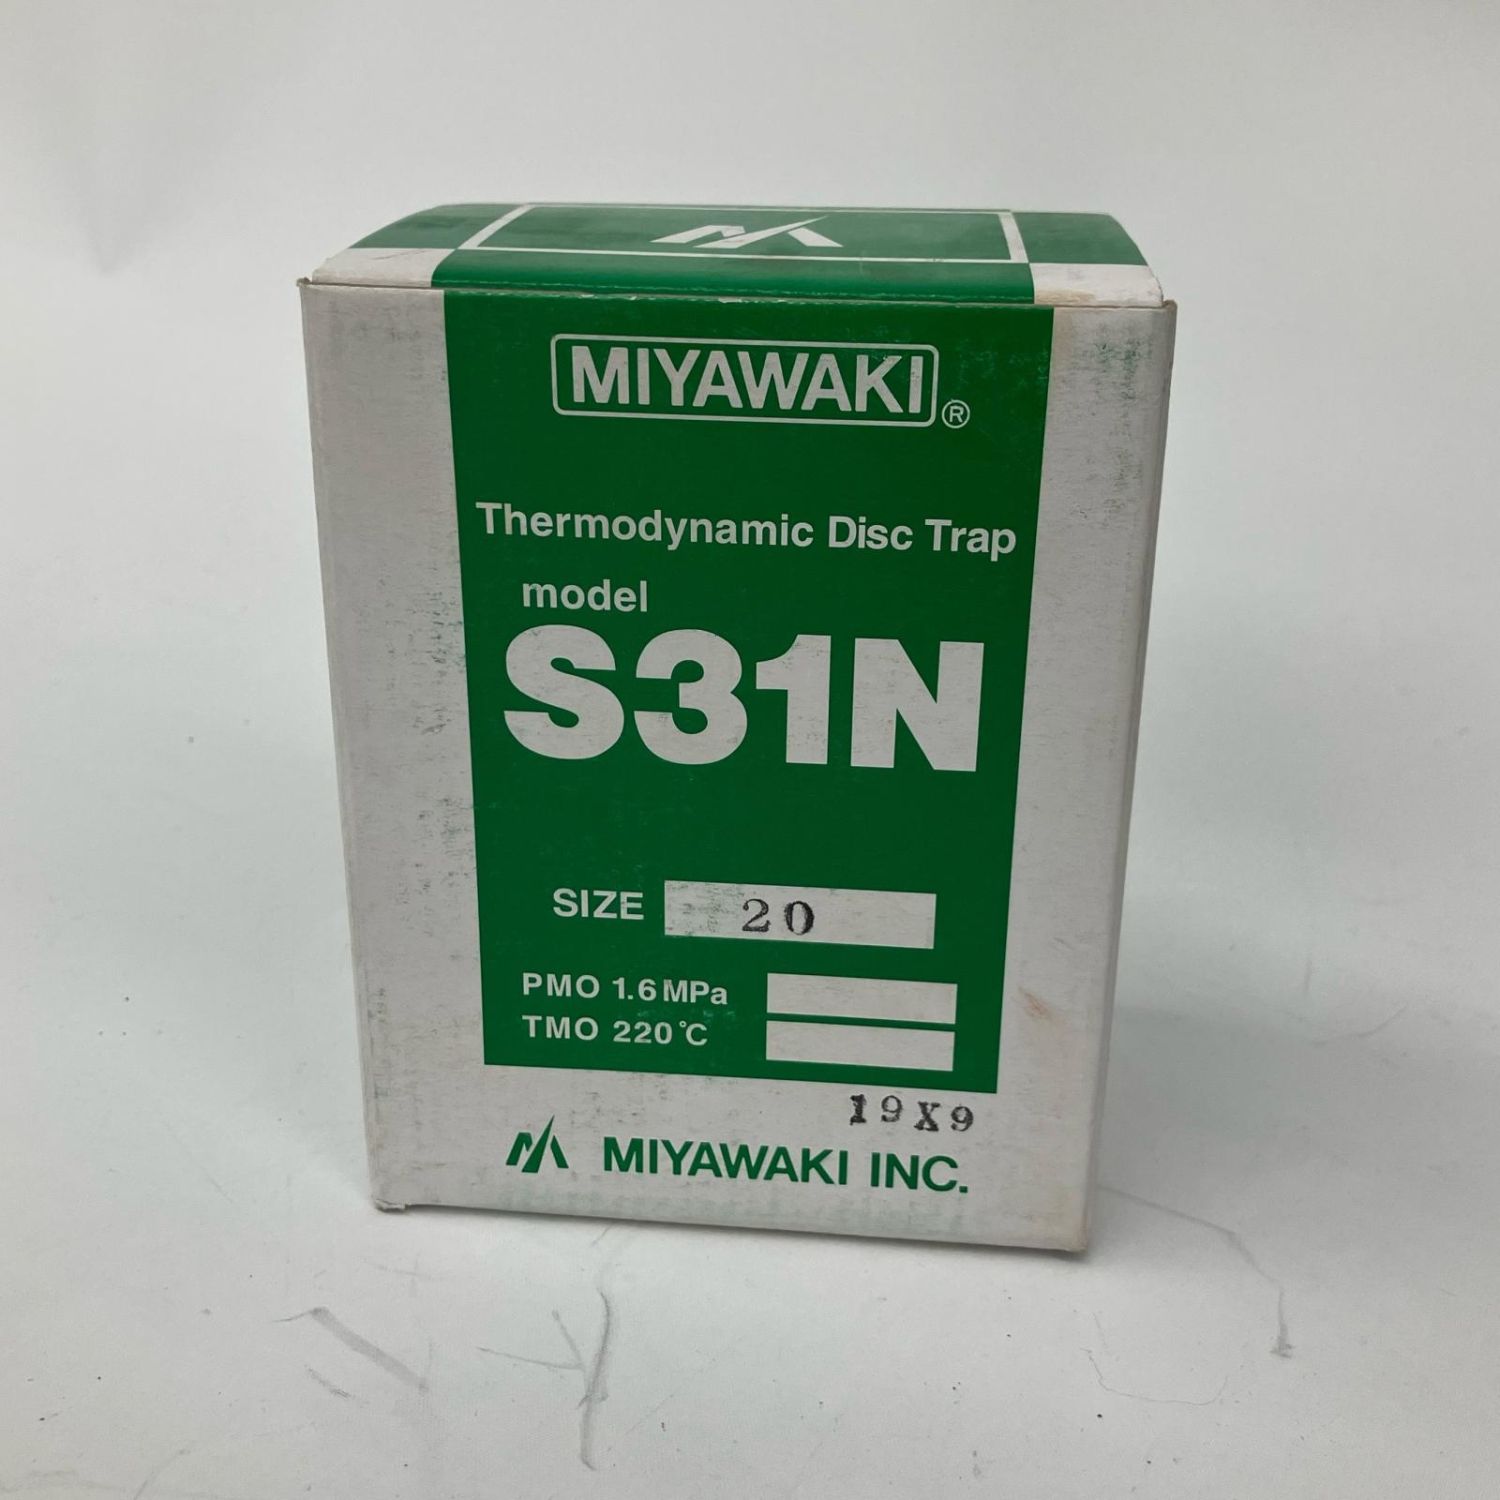 MIYAWAKI®
Thermodynamic Disc Trap
model
S31N
SIZE 20
PMO 1.6 MPa
TMO 220℃
19X9
MIYAWAKI INC.